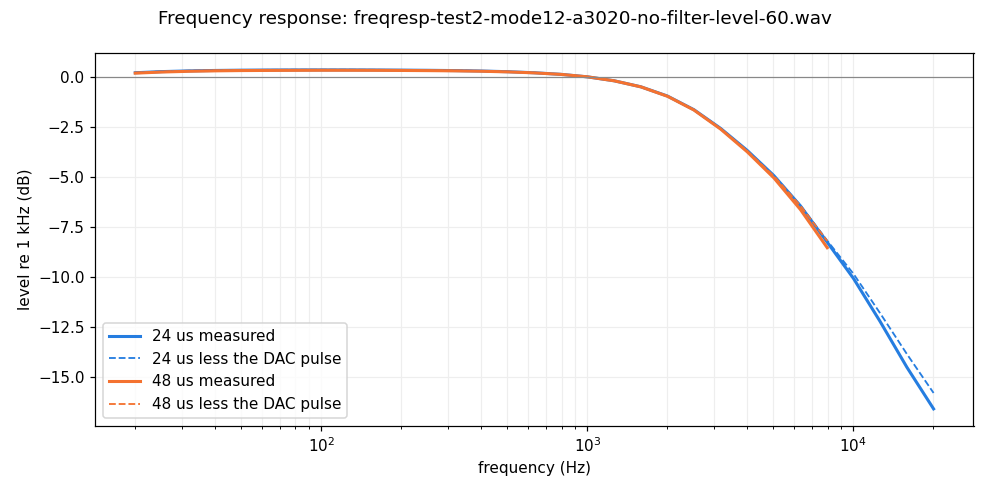 Frequency response: freqresp-test2-mode12-a3020-no-filter-level-60.wav
0.0
−2.5
−5.0
−7.5
−10.0
−12.5
−15.0
level re 1 kHz (dB)
24 us measured
24 us less the DAC pulse
48 us measured
48 us less the DAC pulse
10²
10³
10⁴
frequency (Hz)